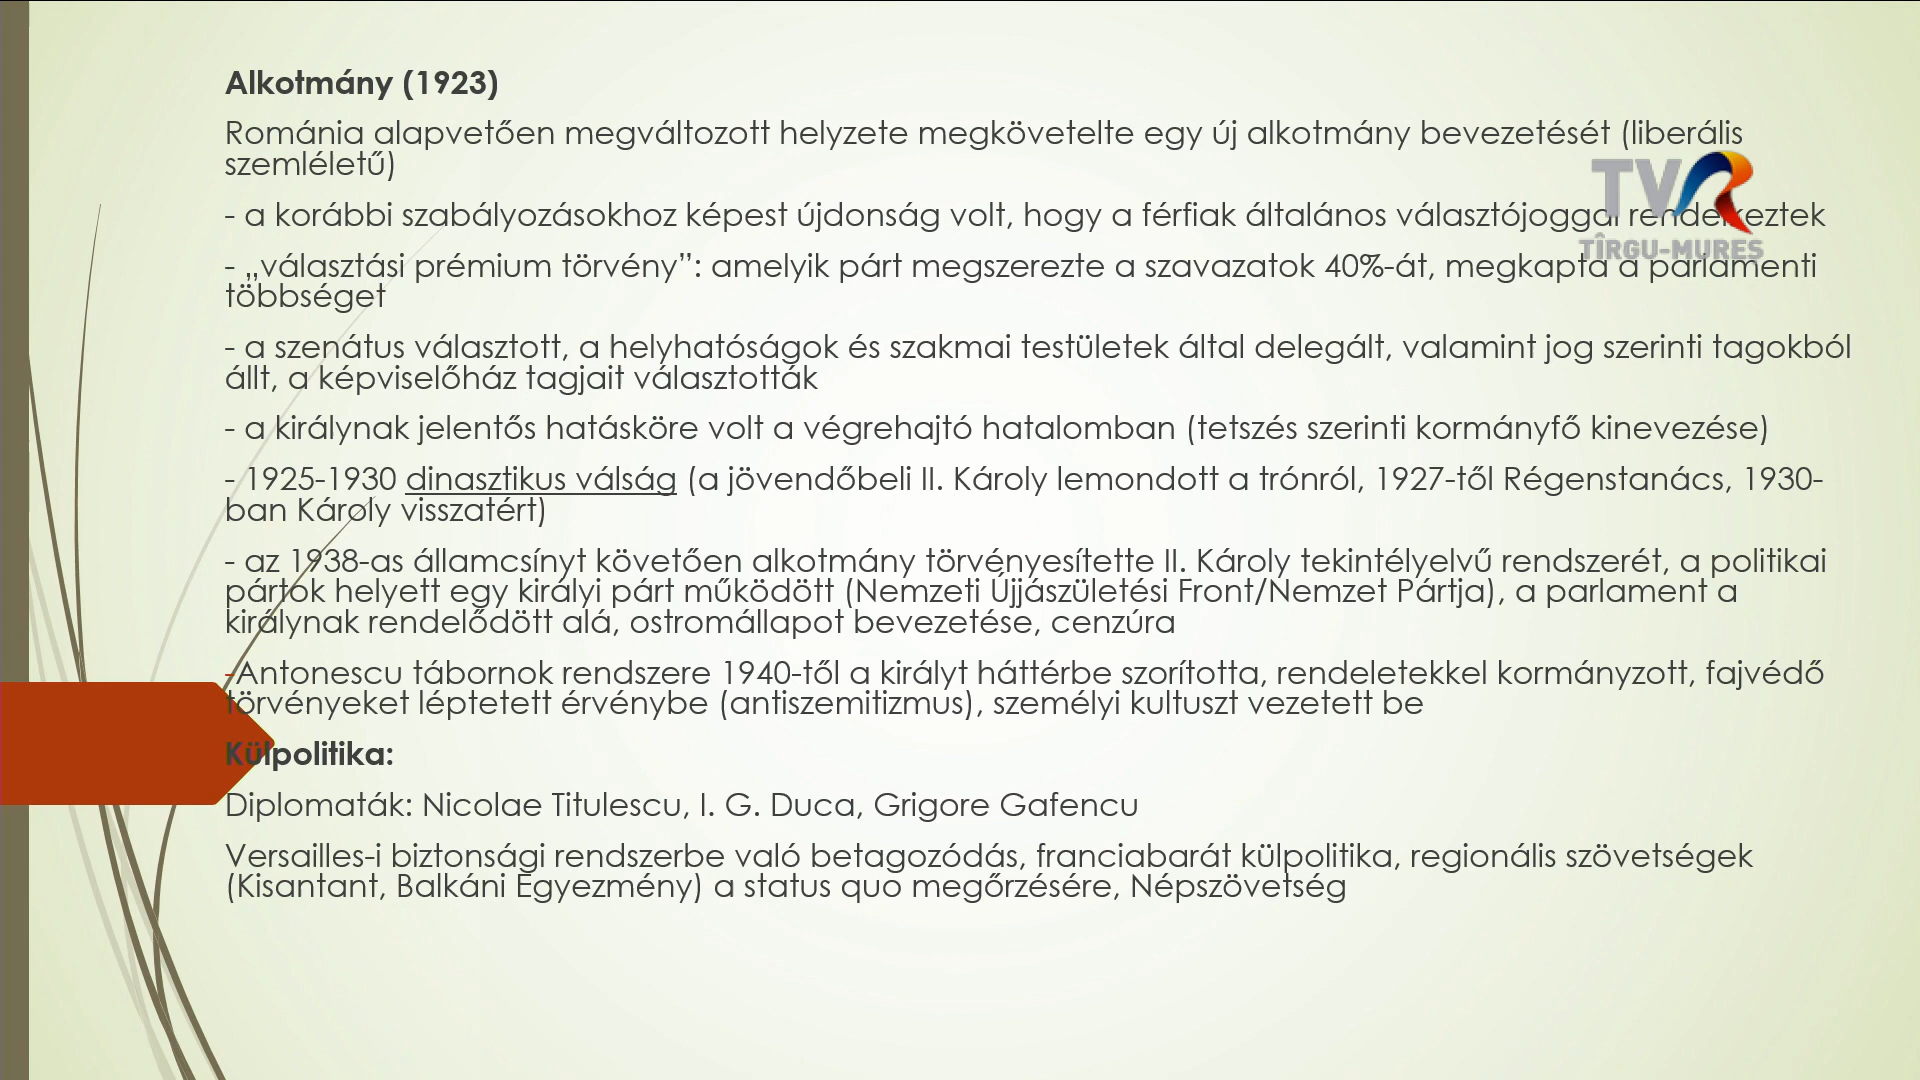 Alkotmány (1923)
Románia alapvetően megváltozott helyzete megkövetelte egy új alkotmány bevezetését (liberális
szemléletű)
TVR
TÎRGU-MUREȘ
- a korábbi szabályozásokhoz képest újdonság volt, hogy a férfiak általános választójoggal rendelkeztek
- „választási prémium törvény”: amelyik párt megszerezte a szavazatok 40%-át, megkapta a parlamenti
többséget
- a szenátus választott, a helyhatóságok és szakmai testületek által delegált, valamint jog szerinti tagokból
állt, a képviselőház tagjait választották
- a királynak jelentős hatásköre volt a végrehajtó hatalomban (tetszés szerinti kormányfő kinevezése)
- 1925-1930 dinasztikus válság (a jövendőbeli II. Károly lemondott a trónról, 1927-től Régenstanács, 1930-
ban Károly visszatért)
- az 1938-as államcsínyt követően alkotmány törvényesítette II. Károly tekintélyelvű rendszerét, a politikai
pártok helyett egy királyi párt működött (Nemzeti Újjászületési Front/Nemzet Pártja), a parlament a
királynak rendelődött alá, ostromállapot bevezetése, cenzúra
-Antonescu tábornok rendszere 1940-től a királyt háttérbe szorította, rendeletekkel kormányzott, fajvédő
törvényeket léptetett érvénybe (antiszemitizmus), személyi kultuszt vezetett be
Külpolitika:
Diplomaták: Nicolae Titulescu, I. G. Duca, Grigore Gafencu
Versailles-i biztonsági rendszerbe való betagozódás, franciabarát külpolitika, regionális szövetségek
(Kisantant, Balkáni Egyezmény) a status quo megőrzésére, Népszövetség